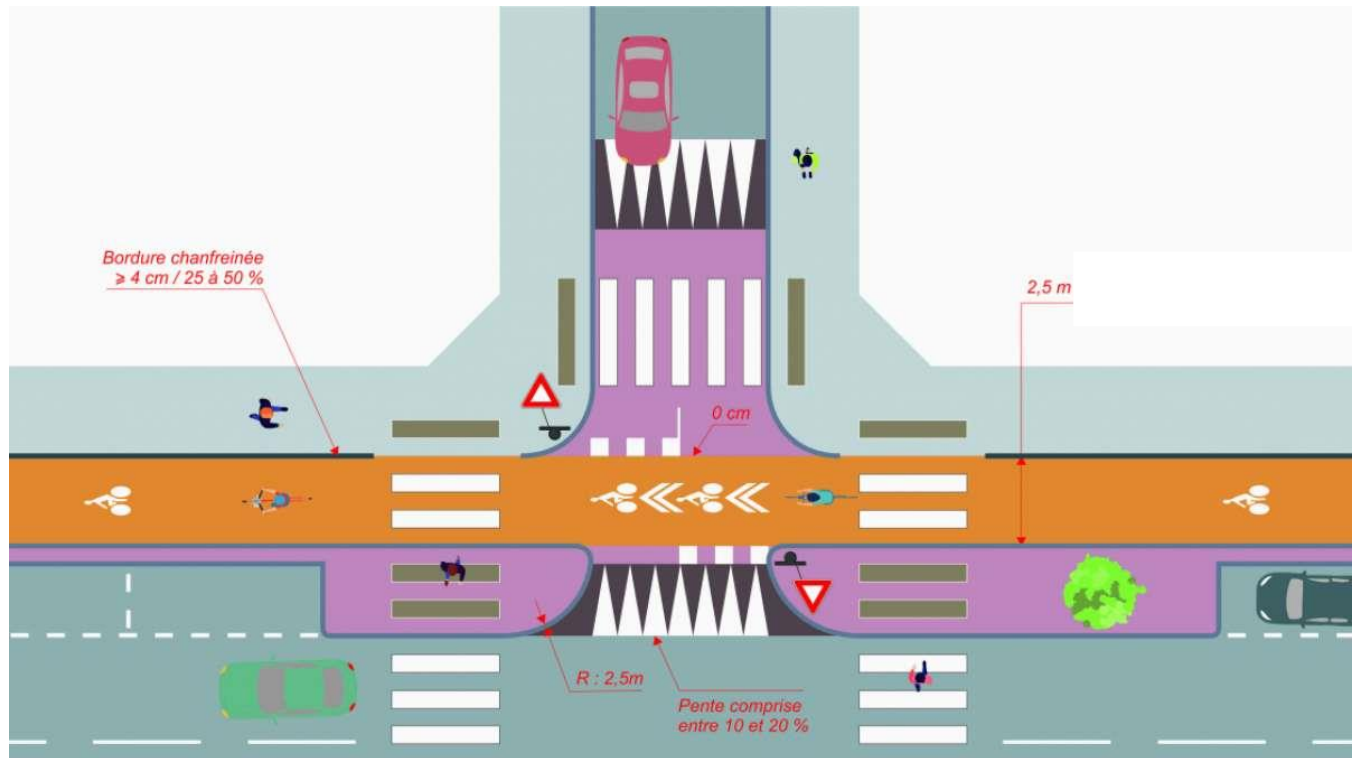 Bordure chanfreinée
⩾ 4 cm / 25 à 50 %
2,5 m
0 cm
R : 2,5m
Pente comprise
entre 10 et 20 %